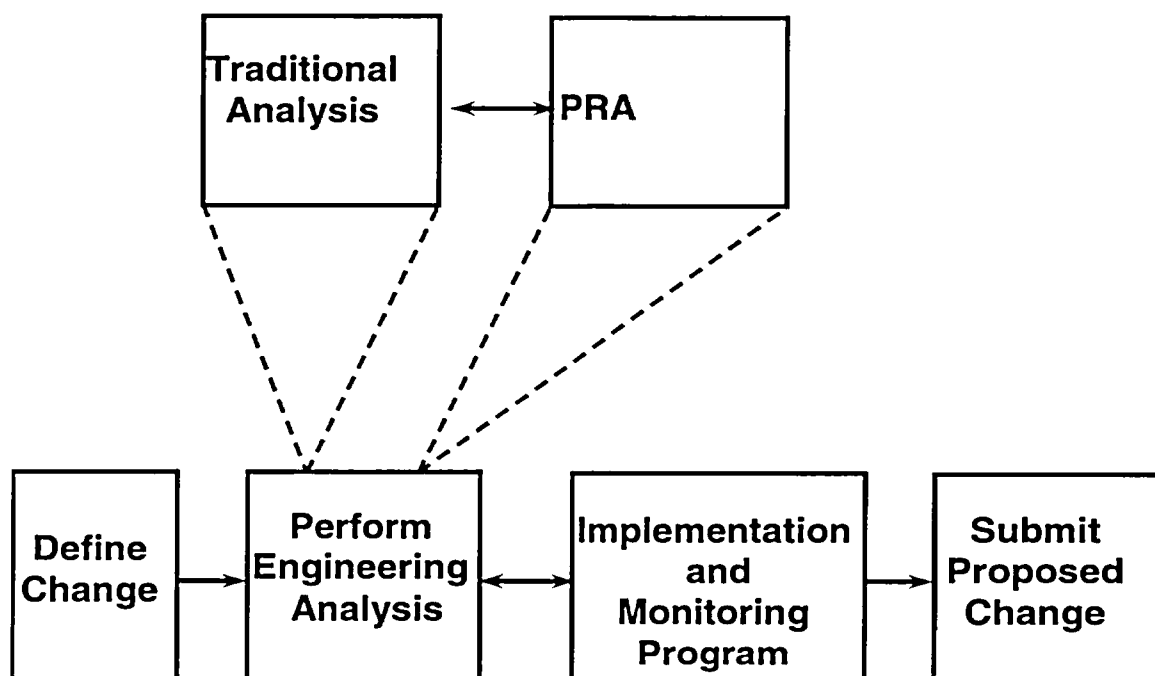 Traditional
Analysis
PRA
Define
Change
Perform
Engineering
Analysis
Implementation
and
Monitoring
Program
Submit
Proposed
Change